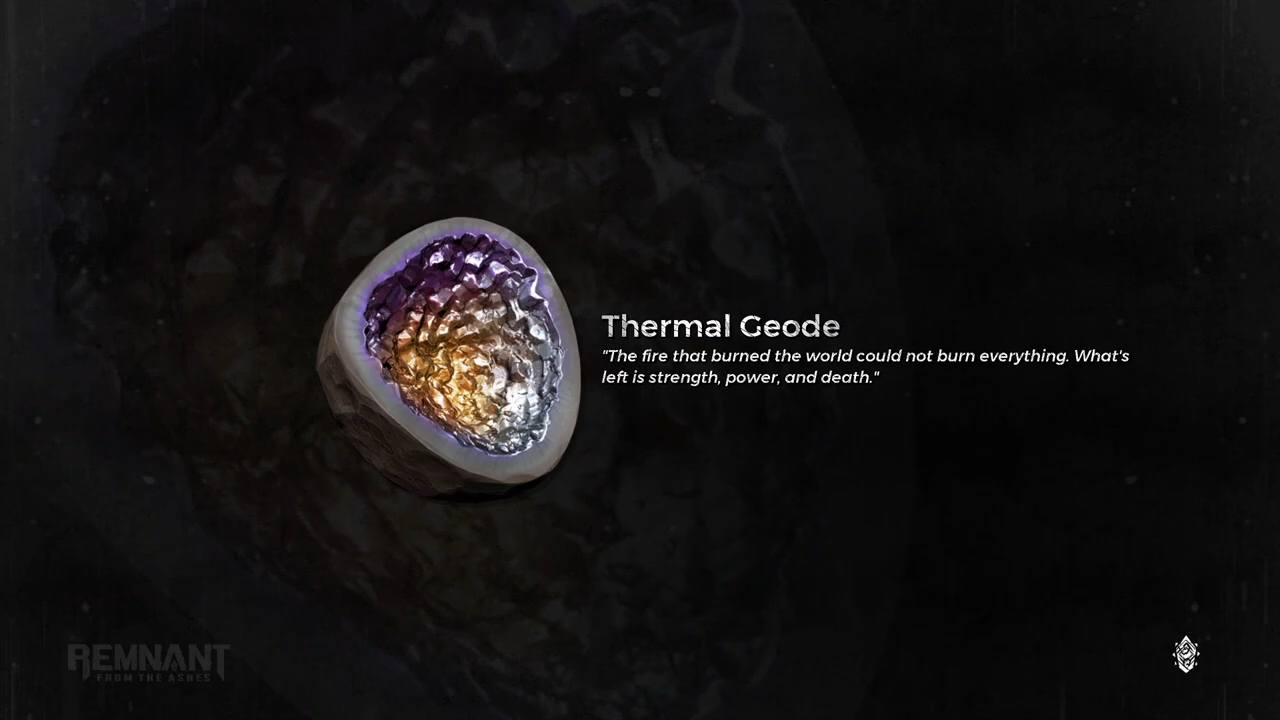 Thermal Geode
"The fire that burned the world could not burn everything. What's
left is strength, power, and death."
REMNANT
FROM THE ASHES